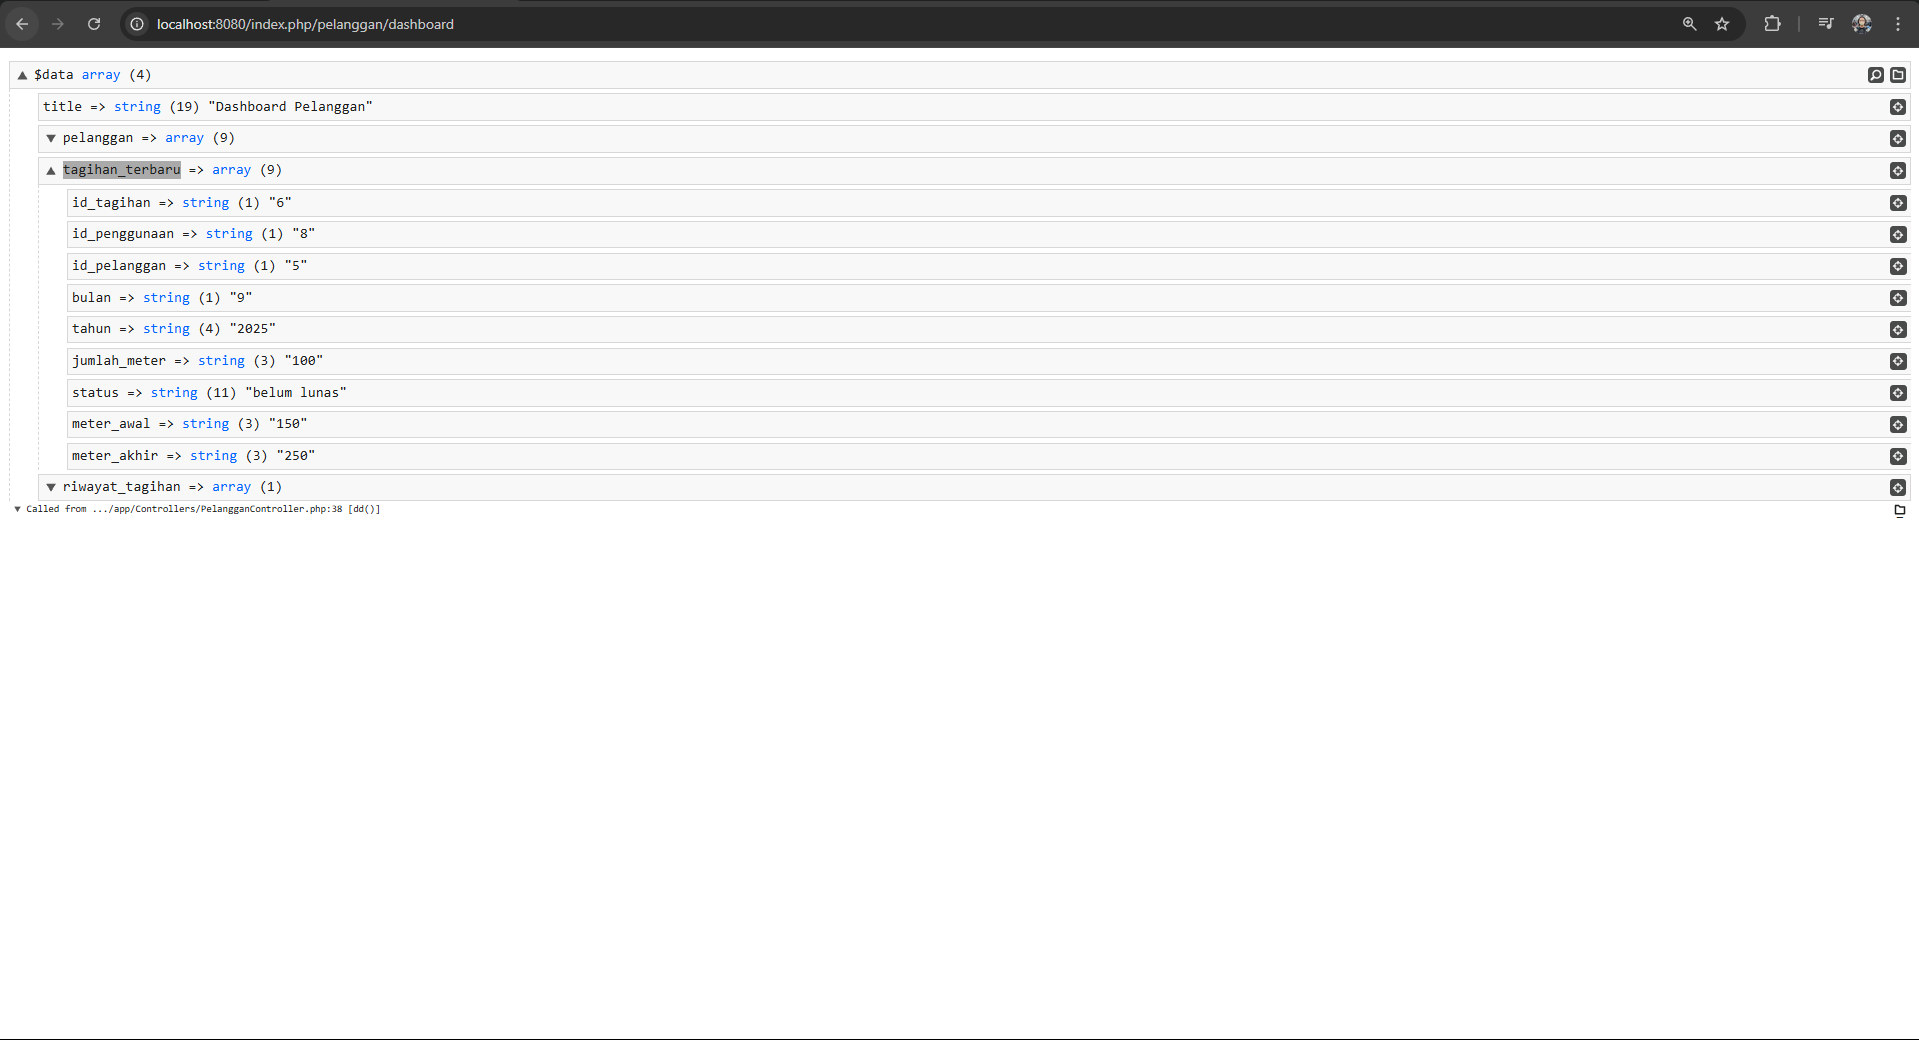 localhost:8080/index.php/pelanggan/dashboard
$data array (4)
title => string (19) "Dashboard Pelanggan"
pelanggan => array (9)
tagihan_terbaru => array (9)
id_tagihan => string (1) "6"
id_penggunaan => string (1) "8"
id_pelanggan => string (1) "5"
bulan => string (1) "9"
tahun => string (4) "2025"
jumlah_meter => string (3) "100"
status => string (11) "belum lunas"
meter_awal => string (3) "150"
meter_akhir => string (3) "250"
riwayat_tagihan => array (1)
Called from .../app/Controllers/PelangganController.php:38 [dd()]